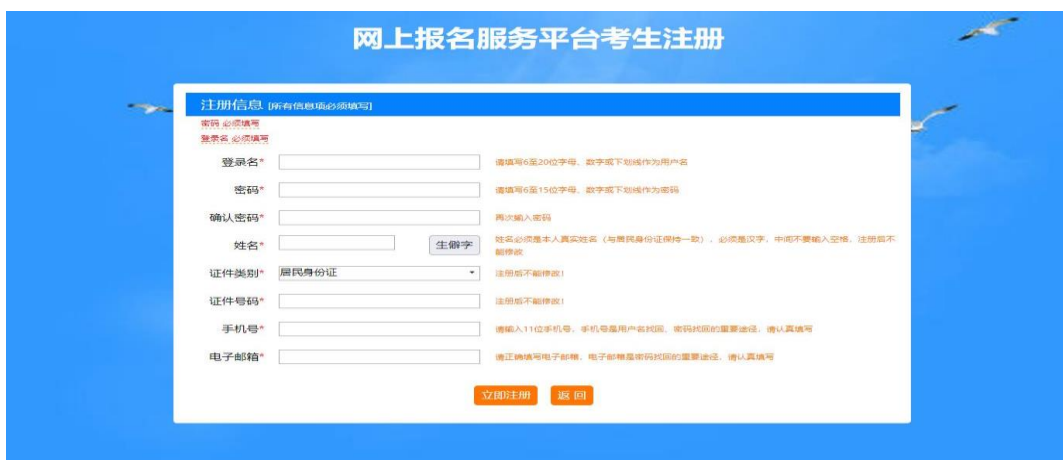 网上报名服务平台考生注册
注册信息 [所有信息项必须填写]
密码 必须填写
登录名 必须填写
登录名* 请填写6至20位字母、数字或下划线作为用户名
密码* 请填写6至15位字母、数字或下划线作为密码
确认密码* 再次输入密码
姓名* 生僻字 姓名必须是本人真实姓名（与居民身份证保持一致），必须是汉字，中间不要输入空格，注册后不
能修改
证件类别* 居民身份证 注册后不能修改！
证件号码* 注册后不能修改！
手机号* 请输入11位手机号，手机号是用户名找回、密码找回的重要途径，请认真填写
电子邮箱* 请正确填写电子邮箱，电子邮箱是密码找回的重要途径，请认真填写
立即注册 返 回